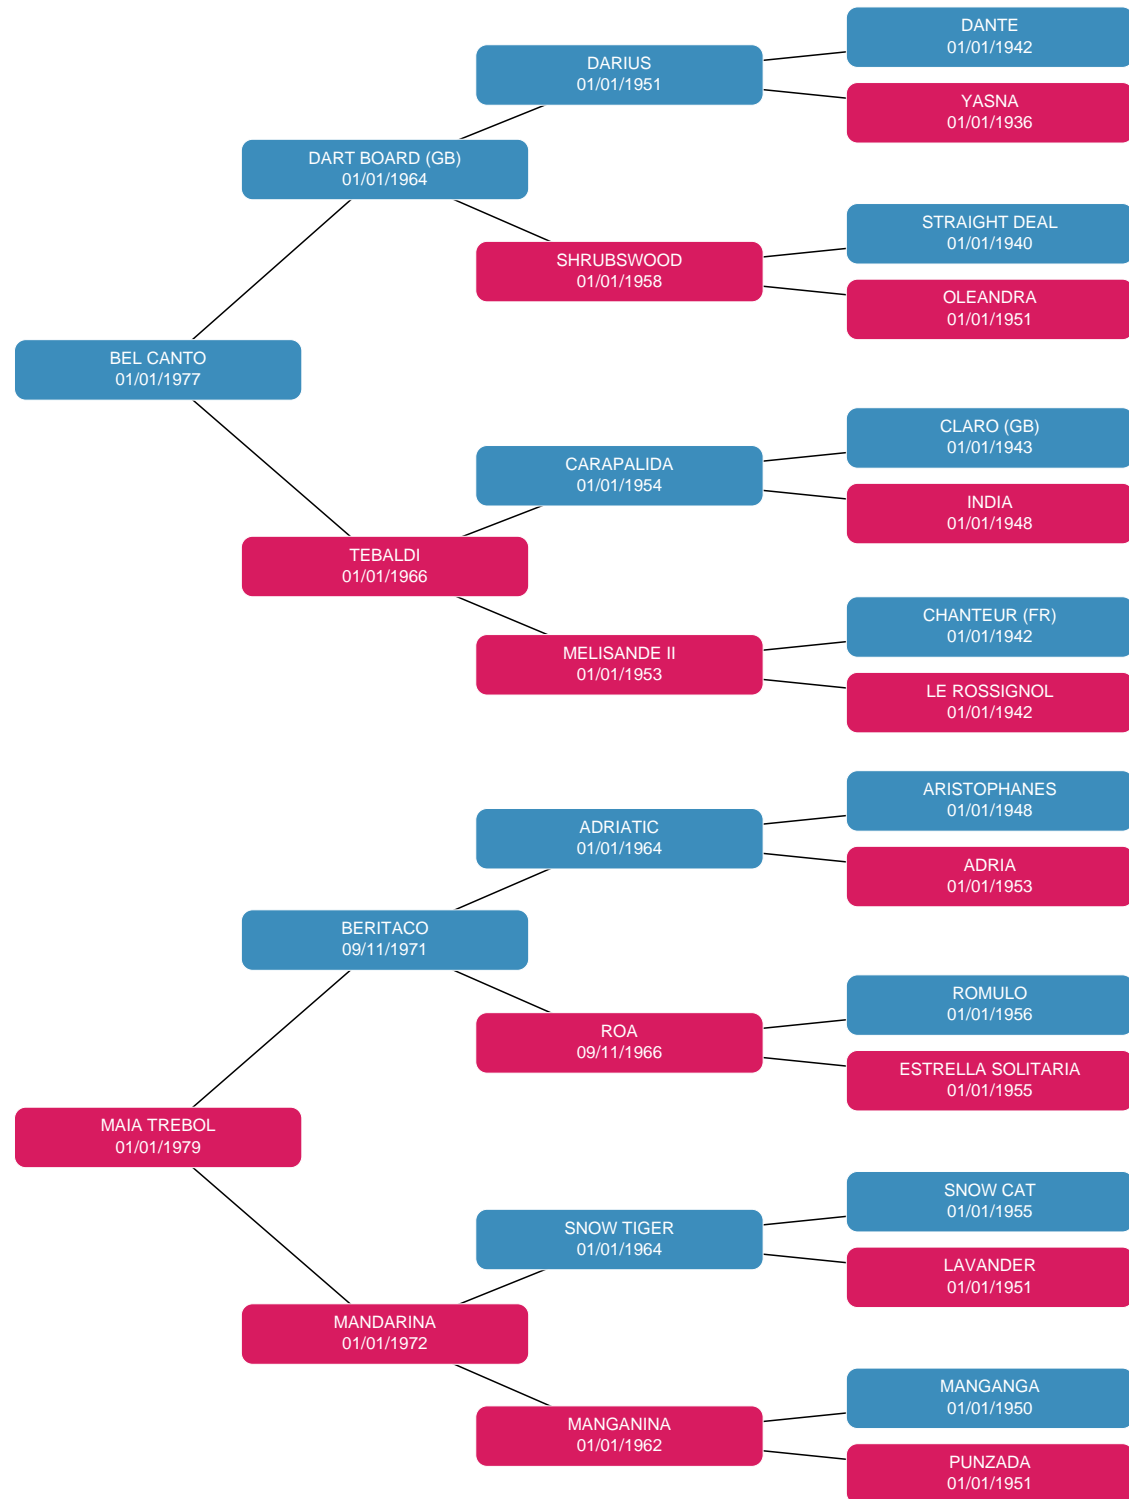 DANTE
01/01/1942
DARIUS
01/01/1951
YASNA
01/01/1936
DART BOARD (GB)
01/01/1964
STRAIGHT DEAL
01/01/1940
SHRUBSWOOD
01/01/1958
OLEANDRA
01/01/1951
BEL CANTO
01/01/1977
CLARO (GB)
01/01/1943
CARAPALIDA
01/01/1954
INDIA
01/01/1948
TEBALDI
01/01/1966
CHANTEUR (FR)
01/01/1942
MELISANDE II
01/01/1953
LE ROSSIGNOL
01/01/1942
ARISTOPHANES
01/01/1948
ADRIATIC
01/01/1964
ADRIA
01/01/1953
BERITACO
09/11/1971
ROMULO
01/01/1956
ROA
09/11/1966
ESTRELLA SOLITARIA
01/01/1955
MAIA TREBOL
01/01/1979
SNOW CAT
01/01/1955
SNOW TIGER
01/01/1964
LAVANDER
01/01/1951
MANDARINA
01/01/1972
MANGANGA
01/01/1950
MANGANINA
01/01/1962
PUNZADA
01/01/1951